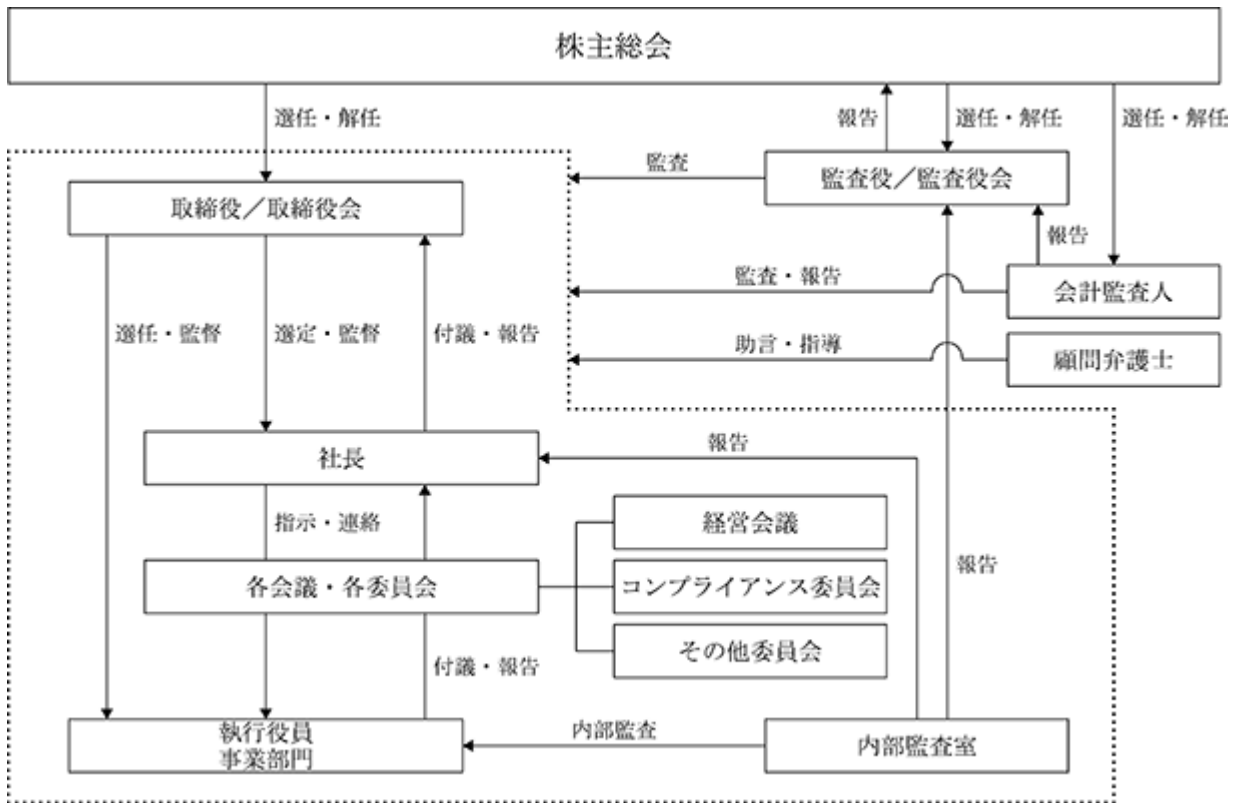 株主総会
選任・解任
報告
選任・解任
選任・解任
監査
監査役／監査役会
取締役／取締役会
報告
監査・報告
会計監査人
選任・監督
選定・監督
付議・報告
助言・指導
顧問弁護士
社長
報告
指示・連絡
経営会議
各会議・各委員会
コンプライアンス委員会
報告
その他委員会
付議・報告
執行役員
事業部門
内部監査
内部監査室